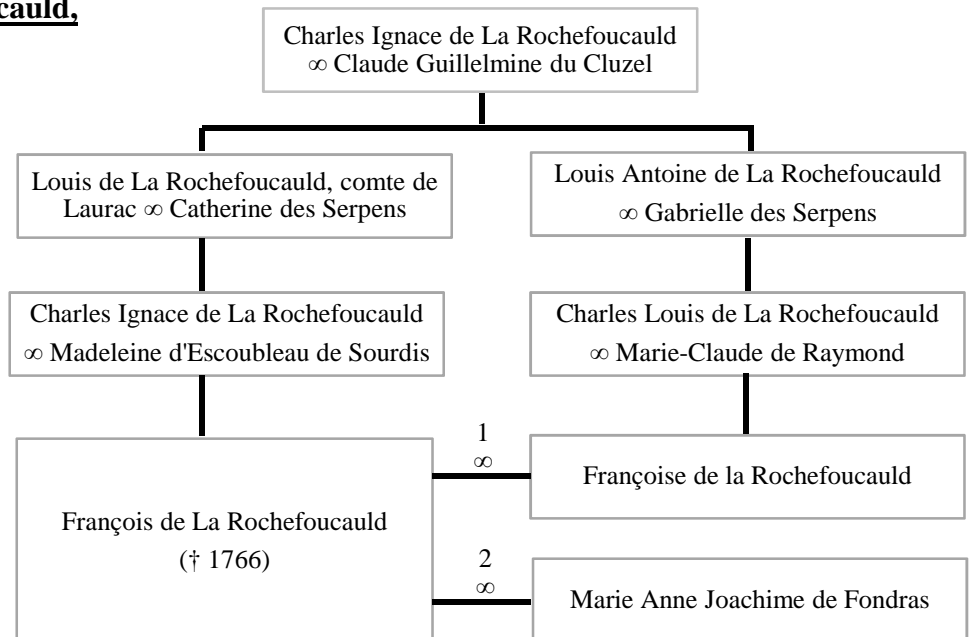 cauld,
Charles Ignace de La Rochefoucauld
∞ Claude Guillelmine du Cluzel
Louis de La Rochefoucauld, comte de
Laurac ∞ Catherine des Serpens
Louis Antoine de La Rochefoucauld
∞ Gabrielle des Serpens
Charles Ignace de La Rochefoucauld
∞ Madeleine d'Escoubleau de Sourdis
Charles Louis de La Rochefoucauld
∞ Marie-Claude de Raymond
François de La Rochefoucauld
(† 1766)
1
∞
Françoise de la Rochefoucauld
2
∞
Marie Anne Joachime de Fondras